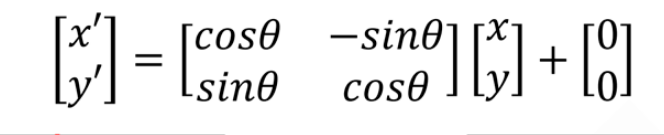 [x'] = [cosθ -sinθ] [x] + [0]
[y'] [sinθ cosθ] [y] [0]